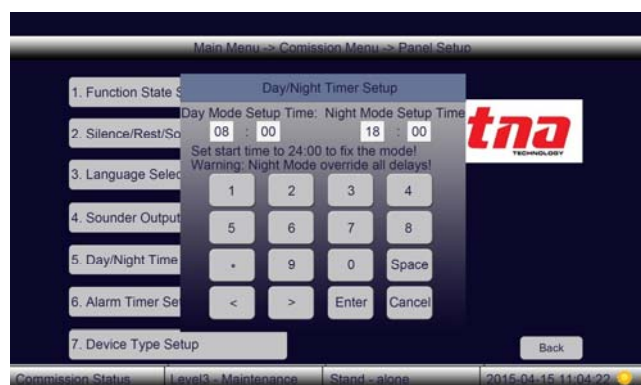 Main Menu -> Comission Menu -> Panel Setup
1. Function State S
2. Silence/Rest/So
3. Language Selec
4. Sounder Output
5. Day/Night Time
6. Alarm Timer Se
7. Device Type Setup
Day/Night Timer Setup
Day Mode Setup Time: Night Mode Setup Time
08 : 00 18 : 00
Set start time to 24:00 to fix the mode!
Warning: Night Mode override all delays!
1 2 3 4
5 6 7 8
* 9 0 Space
< > Enter Cancel
tna
TECHNOLOGY
Back
Commission Status Level3 - Maintenance Stand - alone 2015-04-15 11:04:22